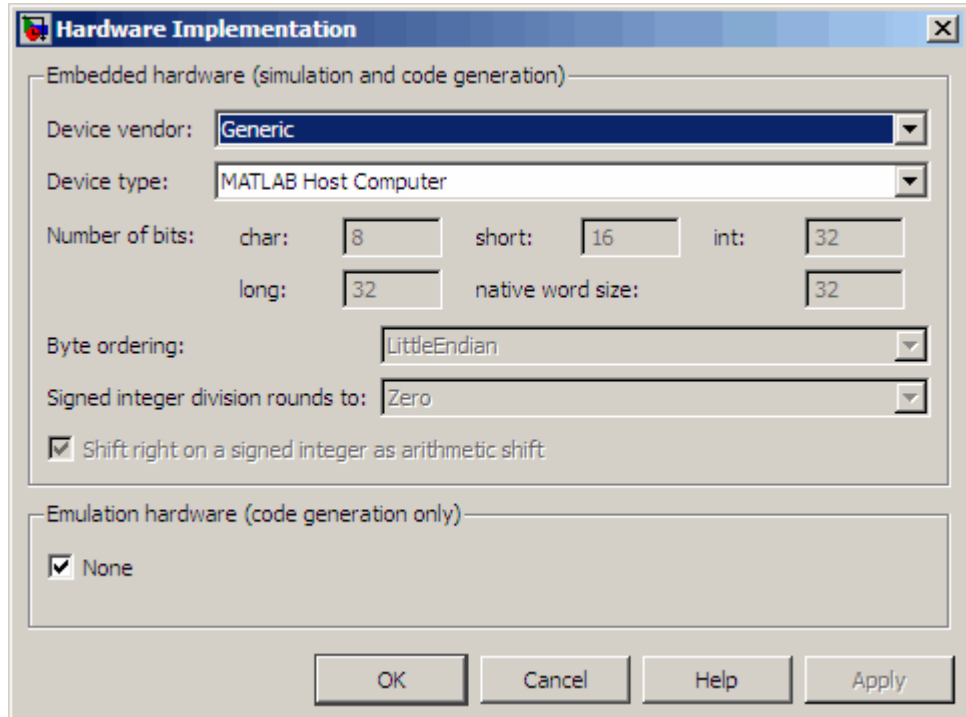 Hardware Implementation
Embedded hardware (simulation and code generation)
Device vendor: Generic
Device type: MATLAB Host Computer
Number of bits: char: 8 short: 16 int: 32
long: 32 native word size: 32
Byte ordering: LittleEndian
Signed integer division rounds to: Zero
Shift right on a signed integer as arithmetic shift
Emulation hardware (code generation only)
None
OK Cancel Help Apply